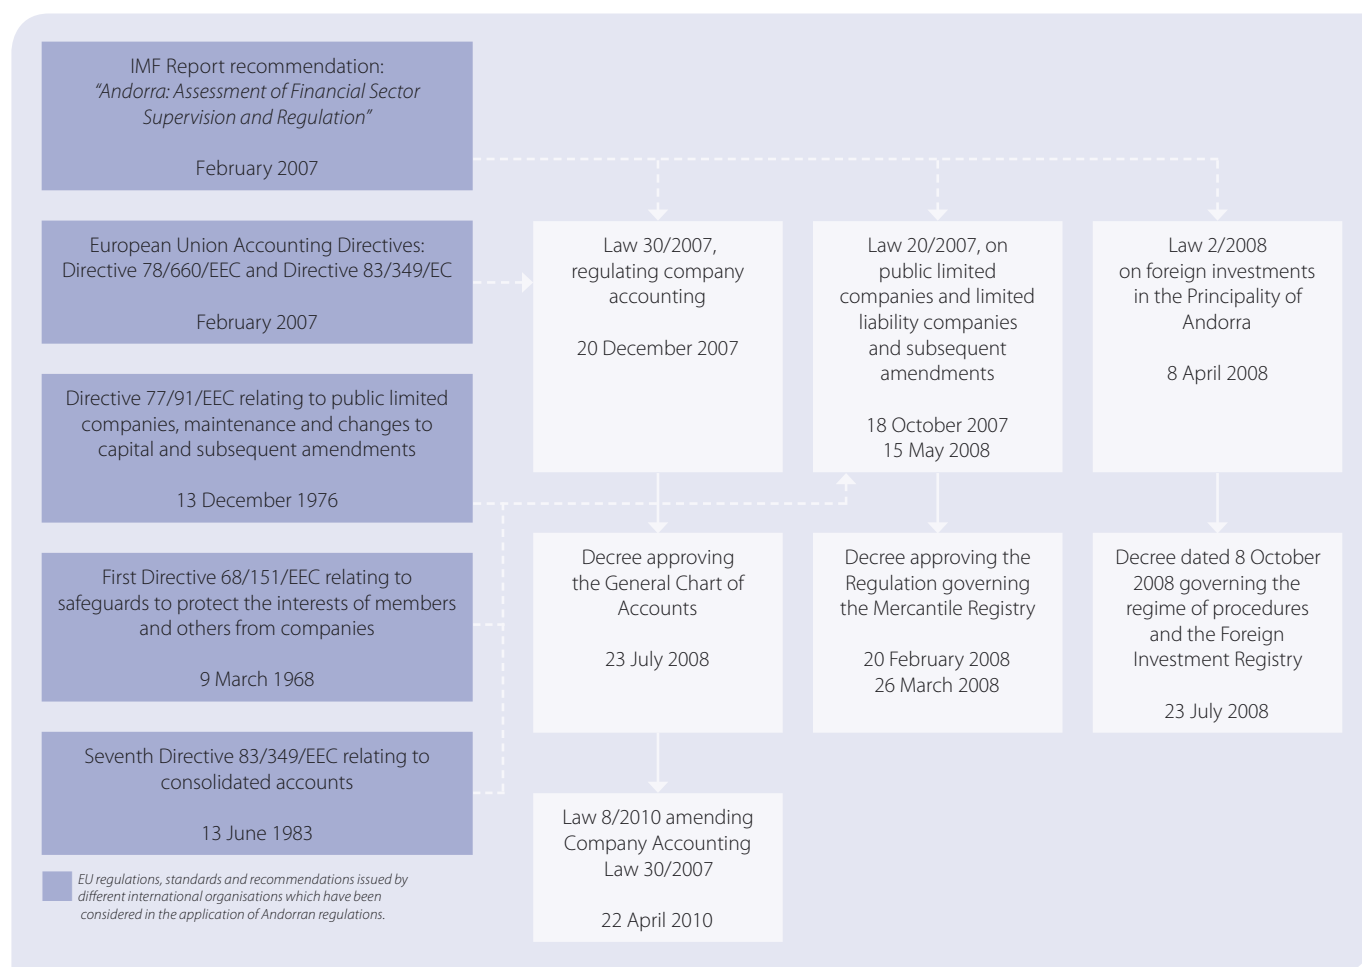 IMF Report recommendation:
“Andorra: Assessment of Financial Sector
Supervision and Regulation”
February 2007
European Union Accounting Directives:
Directive 78/660/EEC and Directive 83/349/EC
February 2007
Directive 77/91/EEC relating to public limited
companies, maintenance and changes to
capital and subsequent amendments
13 December 1976
First Directive 68/151/EEC relating to
safeguards to protect the interests of members
and others from companies
9 March 1968
Seventh Directive 83/349/EEC relating to
consolidated accounts
13 June 1983
EU regulations, standards and recommendations issued by
different international organisations which have been
considered in the application of Andorran regulations.
Law 30/2007,
regulating company
accounting
20 December 2007
Decree approving
the General Chart of
Accounts
23 July 2008
Law 8/2010 amending
Company Accounting
Law 30/2007
22 April 2010
Law 20/2007, on
public limited
companies and limited
liability companies
and subsequent
amendments
18 October 2007
15 May 2008
Decree approving the
Regulation governing
the Mercantile Registry
20 February 2008
26 March 2008
Law 2/2008
on foreign investments
in the Principality of
Andorra
8 April 2008
Decree dated 8 October
2008 governing the
regime of procedures
and the Foreign
Investment Registry
23 July 2008